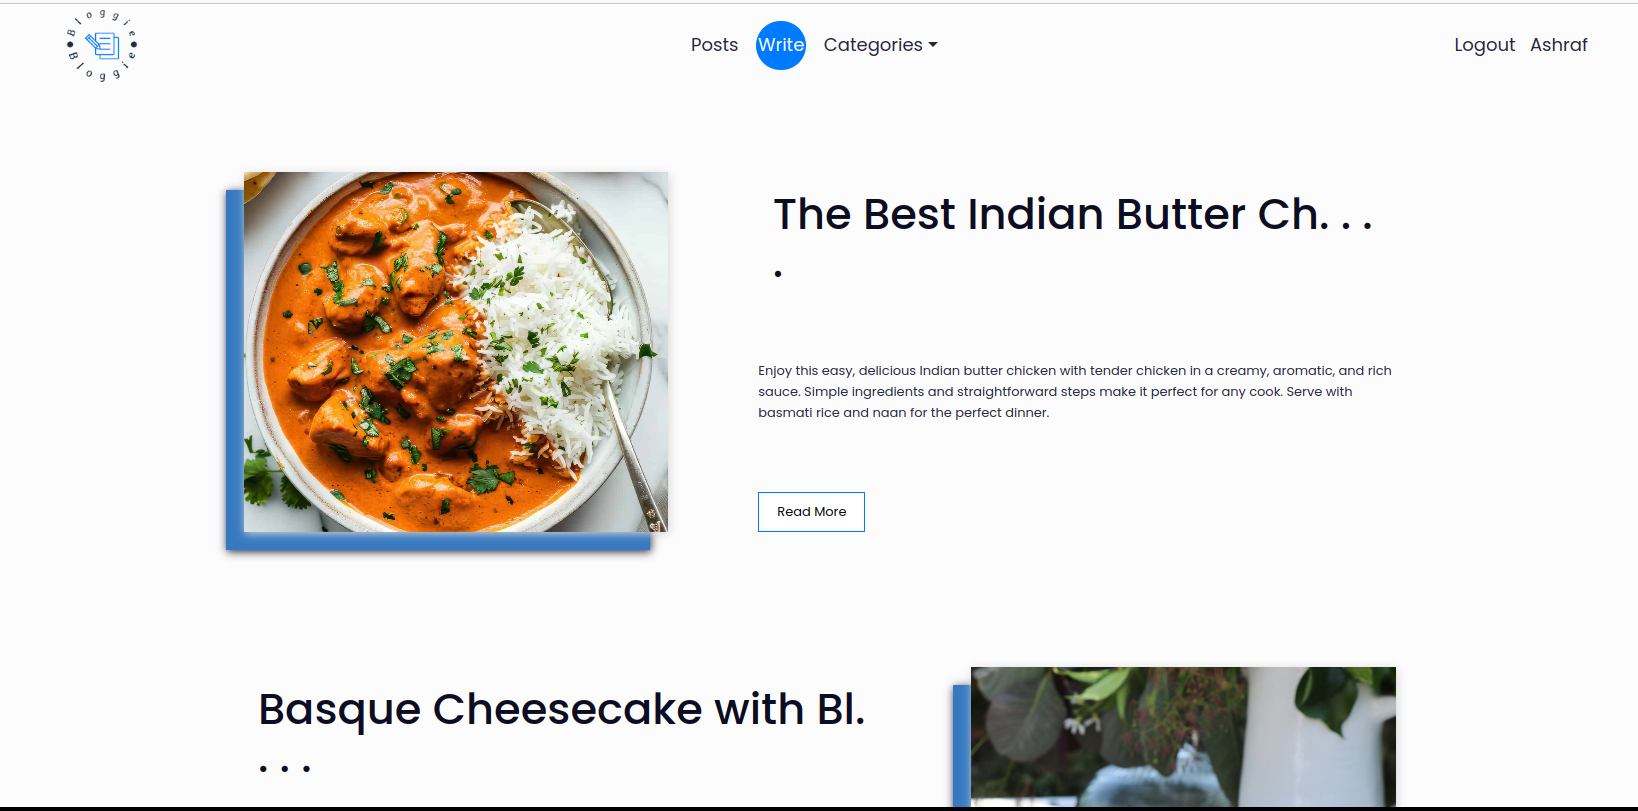 Bloggie
Bloggie
Posts Write Categories Logout Ashraf
The Best Indian Butter Ch. . .
.
Enjoy this easy, delicious Indian butter chicken with tender chicken in a creamy, aromatic, and rich
sauce. Simple ingredients and straightforward steps make it perfect for any cook. Serve with
basmati rice and naan for the perfect dinner.
Read More
Basque Cheesecake with Bl.
. . .